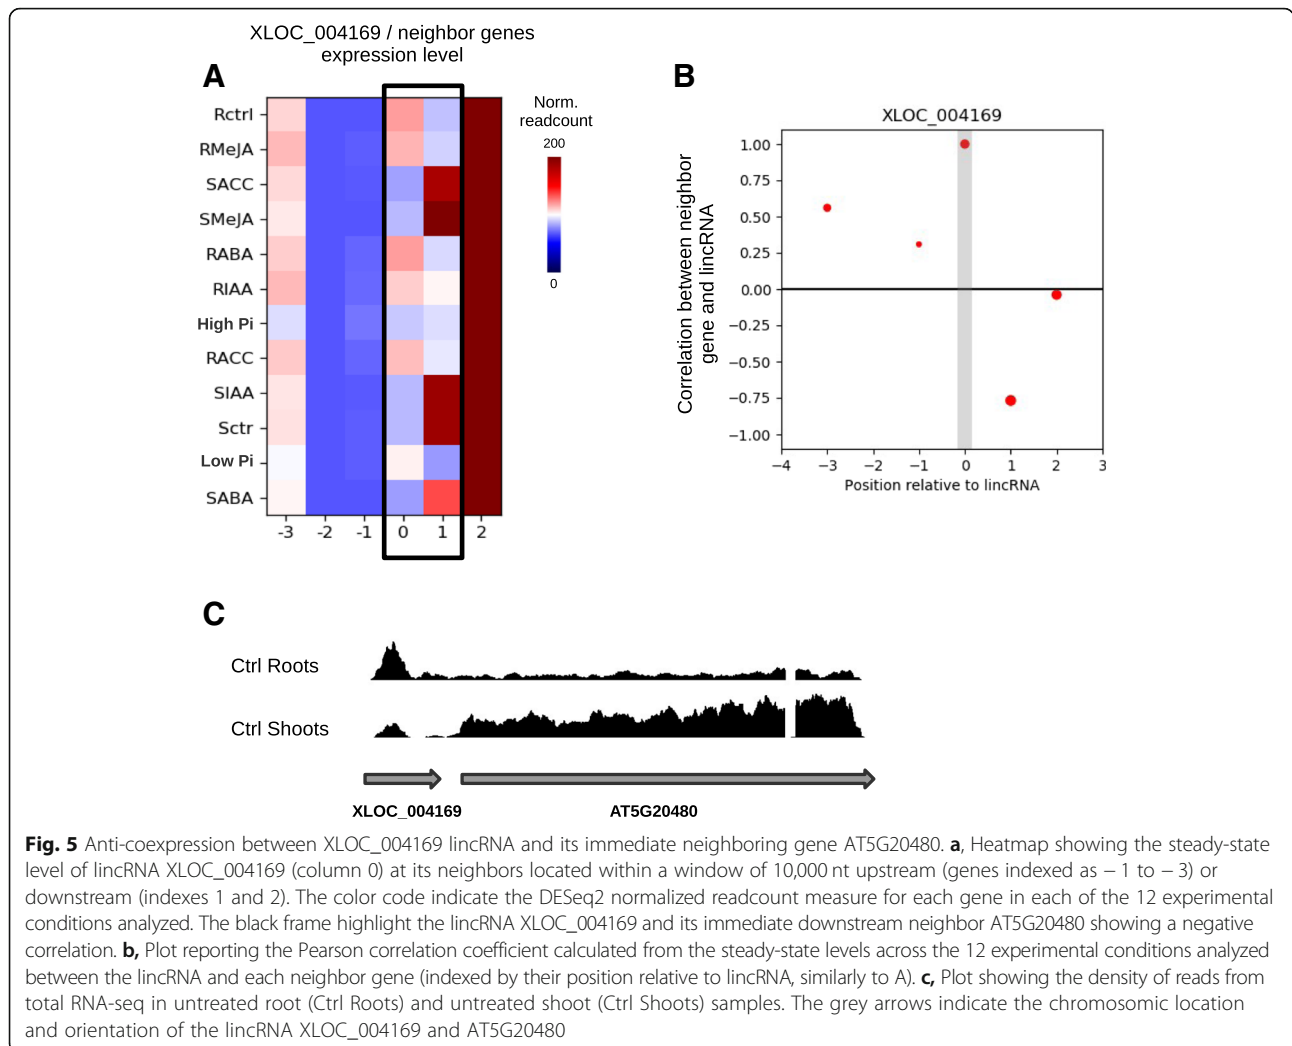 XLOC_004169 / neighbor genes
expression level
A
B
Rctrl
RMeJA
SACC
SMeJA
RABA
RIAA
High Pi
RACC
SIAA
Sctr
Low Pi
SABA
-3 -2 -1 0 1 2
Norm.
readcount
200
0
XLOC_004169
Correlation between neighbor
gene and lincRNA
1.00
0.75
0.50
0.25
0.00
−0.25
−0.50
−0.75
−1.00
−4 −3 −2 −1 0 1 2 3
Position relative to lincRNA
C
Ctrl Roots
Ctrl Shoots
XLOC_004169 AT5G20480
Fig. 5 Anti-coexpression between XLOC_004169 lincRNA and its immediate neighboring gene AT5G20480. a, Heatmap showing the steady-state
level of lincRNA XLOC_004169 (column 0) at its neighbors located within a window of 10,000 nt upstream (genes indexed as − 1 to − 3) or
downstream (indexes 1 and 2). The color code indicate the DESeq2 normalized readcount measure for each gene in each of the 12 experimental
conditions analyzed. The black frame highlight the lincRNA XLOC_004169 and its immediate downstream neighbor AT5G20480 showing a negative
correlation. b, Plot reporting the Pearson correlation coefficient calculated from the steady-state levels across the 12 experimental conditions analyzed
between the lincRNA and each neighbor gene (indexed by their position relative to lincRNA, similarly to A). c, Plot showing the density of reads from
total RNA-seq in untreated root (Ctrl Roots) and untreated shoot (Ctrl Shoots) samples. The grey arrows indicate the chromosomic location
and orientation of the lincRNA XLOC_004169 and AT5G20480